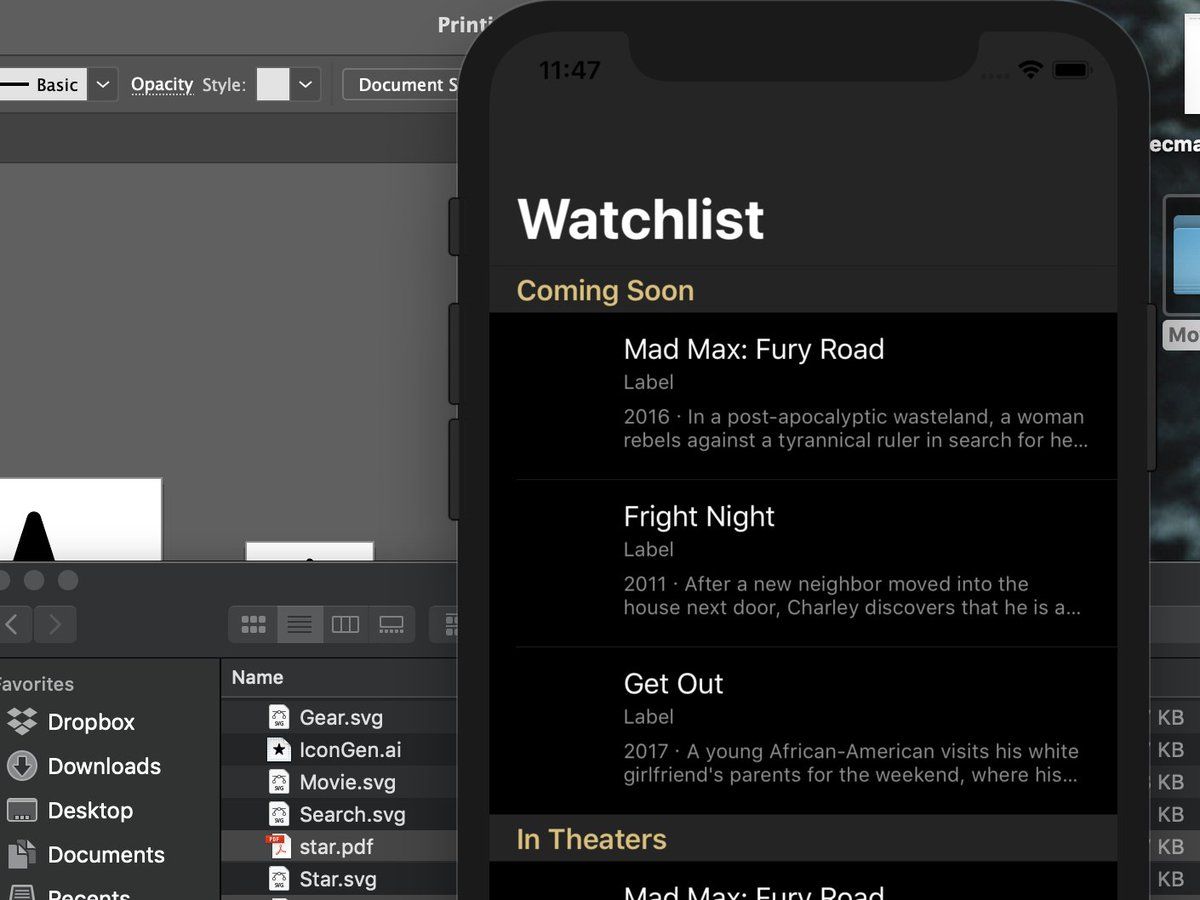 Printi
Basic
Opacity Style:
Document S
11:47
ecma
Mo
Watchlist
Coming Soon
Mad Max: Fury Road
Label
2016 · In a post-apocalyptic wasteland, a woman
rebels against a tyrannical ruler in search for he...
Fright Night
Label
2011 · After a new neighbor moved into the
house next door, Charley discovers that he is a...
Get Out
Label
2017 · A young African-American visits his white
girlfriend's parents for the weekend, where his...
In Theaters
Mad Max: Fury Road
Favorites
Dropbox
Downloads
Desktop
Documents
Recents
Name
Gear.svg
IconGen.ai
Movie.svg
Search.svg
star.pdf
Star.svg
KB
KB
KB
KB
KB
KB